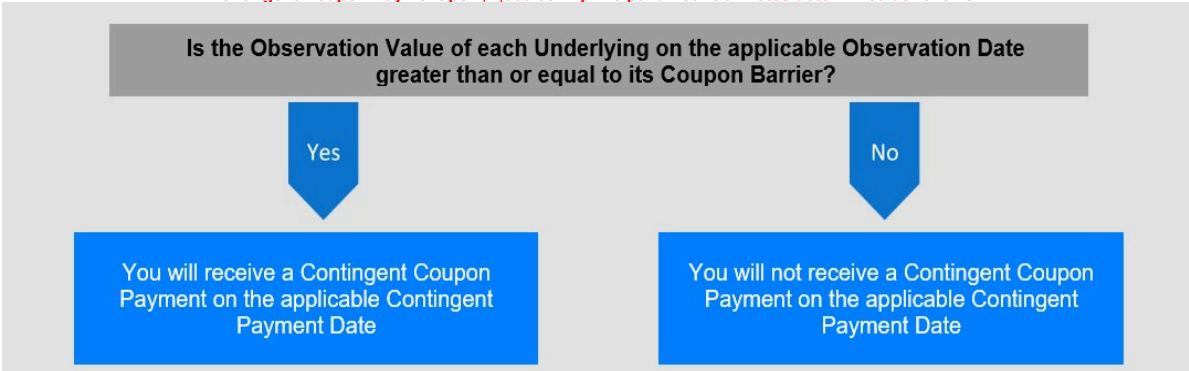 Is the Observation Value of each Underlying on the applicable Observation Date
greater than or equal to its Coupon Barrier?
Yes
No
You will receive a Contingent Coupon
Payment on the applicable Contingent
Payment Date
You will not receive a Contingent Coupon
Payment on the applicable Contingent
Payment Date